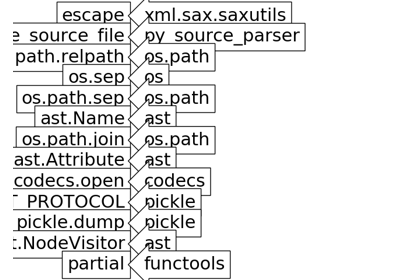 escape xml.sax.saxutils
e_source_file py_source_parser
path.relpath os.path
os.sep os
os.path.sep os.path
ast.Name ast
os.path.join os.path
ast.Attribute ast
codecs.open codecs
T_PROTOCOL pickle
pickle.dump pickle
t.NodeVisitor ast
partial functools